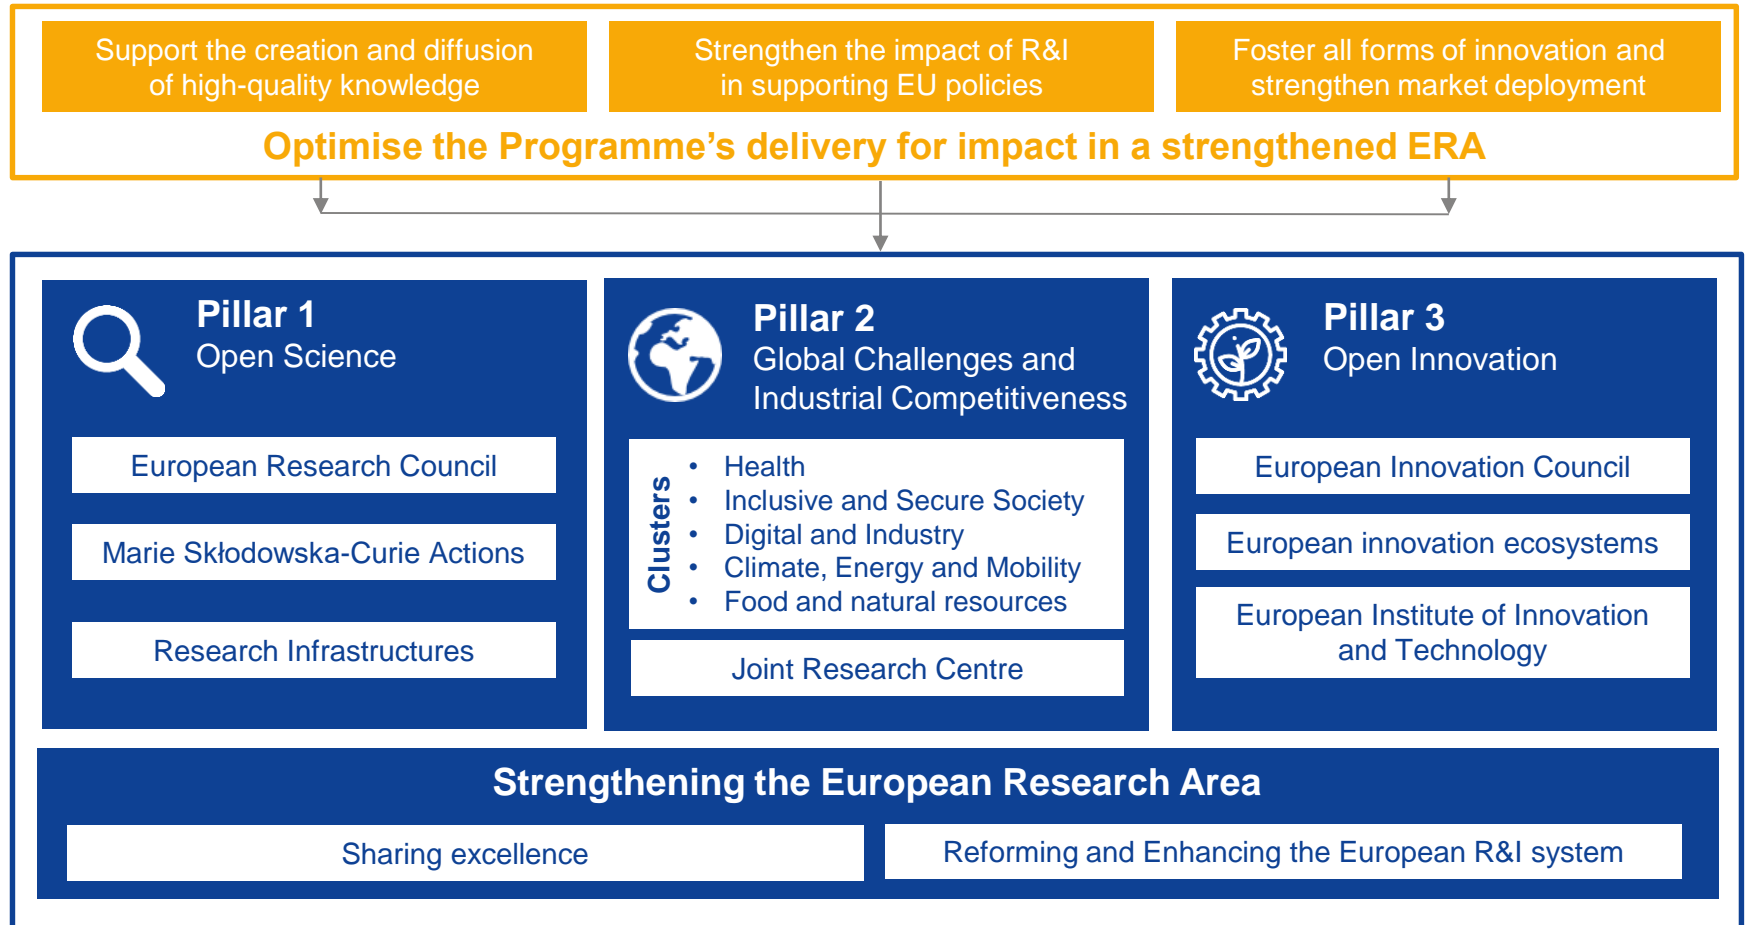 Support the creation and diffusion
of high-quality knowledge
Strengthen the impact of R&I
in supporting EU policies
Foster all forms of innovation and
strengthen market deployment
Optimise the Programme’s delivery for impact in a strengthened ERA
Pillar 1
Open Science
European Research Council
Marie Skłodowska-Curie Actions
Research Infrastructures
Pillar 2
Global Challenges and
Industrial Competitiveness
Clusters
• Health
• Inclusive and Secure Society
• Digital and Industry
• Climate, Energy and Mobility
• Food and natural resources
Joint Research Centre
Pillar 3
Open Innovation
European Innovation Council
European innovation ecosystems
European Institute of Innovation
and Technology
Strengthening the European Research Area
Sharing excellence
Reforming and Enhancing the European R&I system